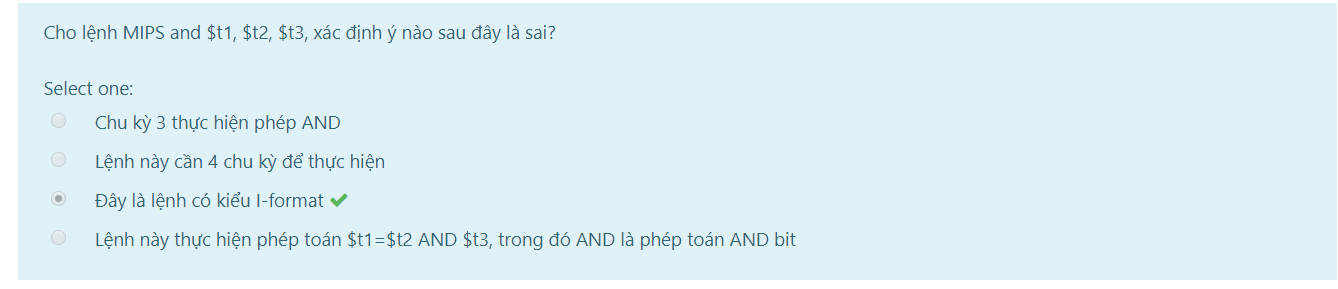 Cho lệnh MIPS and $t1, $t2, $t3, xác định ý nào sau đây là sai?
Select one:
Chu kỳ 3 thực hiện phép AND
Lệnh này cần 4 chu kỳ để thực hiện
Đây là lệnh có kiểu I-format
Lệnh này thực hiện phép toán $t1=$t2 AND $t3, trong đó AND là phép toán AND bit